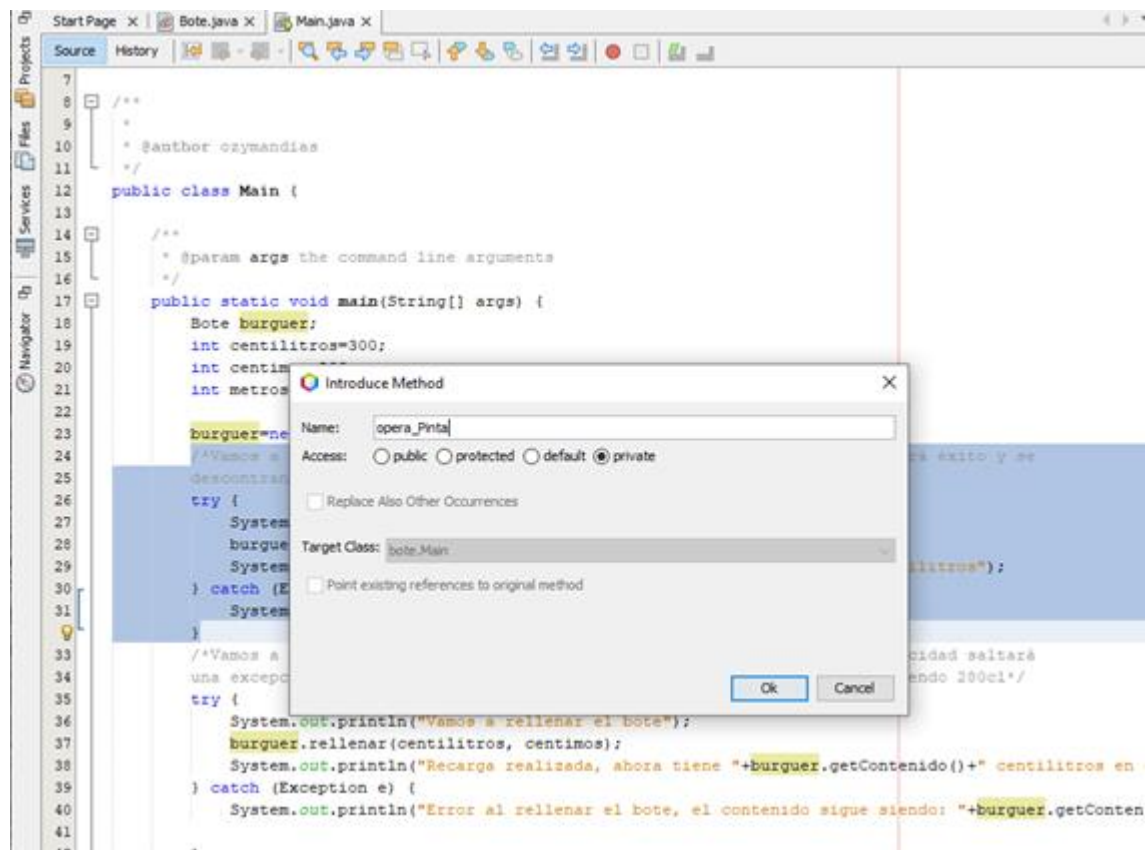 Start Page Bote.java Main.java
Source History
Projects
Files
Services
Navigator
7
8 /**
9 *
10 * @author ozymandias
11 */
12 public class Main {
13
14 /**
15 * @param args the command line arguments
16 */
17 public static void main(String[] args) {
18 Bote burguer;
19 int centilitros=300;
20 int centim
21 int metros
22
23 burguer=ne
24 /*Vamos a éxito y se
25
26 try {
27 System
28 burgue
29 System ilitros");
30 } catch (E
31 System
}
33 /*Vamos a cidad saltará
34 una excepc endo 200cl*/
35 try {
36 System.out.println("Vamos a rellenar el bote");
37 burguer.rellenar(centilitros, centimos);
38 System.out.println("Recarga realizada, ahora tiene "+burguer.getContenido()+" centilitros en
39 } catch (Exception e) {
40 System.out.println("Error al rellenar el bote, el contenido sigue siendo: "+burguer.getConten
41
Introduce Method
Name: opera_Pinta
Access: public protected default private
Replace Also Other Occurrences
Target Class: bote.Main
Point existing references to original method
Ok Cancel